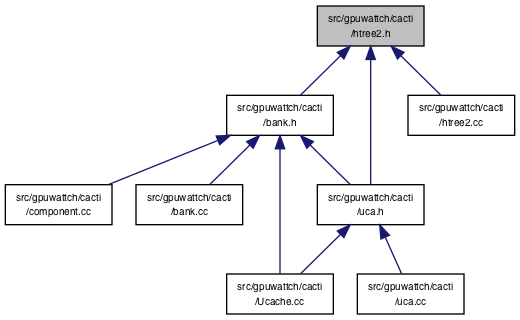 src/gpuwattch/cacti
/htree2.h
src/gpuwattch/cacti
/bank.h
src/gpuwattch/cacti
/htree2.cc
src/gpuwattch/cacti
/component.cc
src/gpuwattch/cacti
/bank.cc
src/gpuwattch/cacti
/uca.h
src/gpuwattch/cacti
/Ucache.cc
src/gpuwattch/cacti
/uca.cc